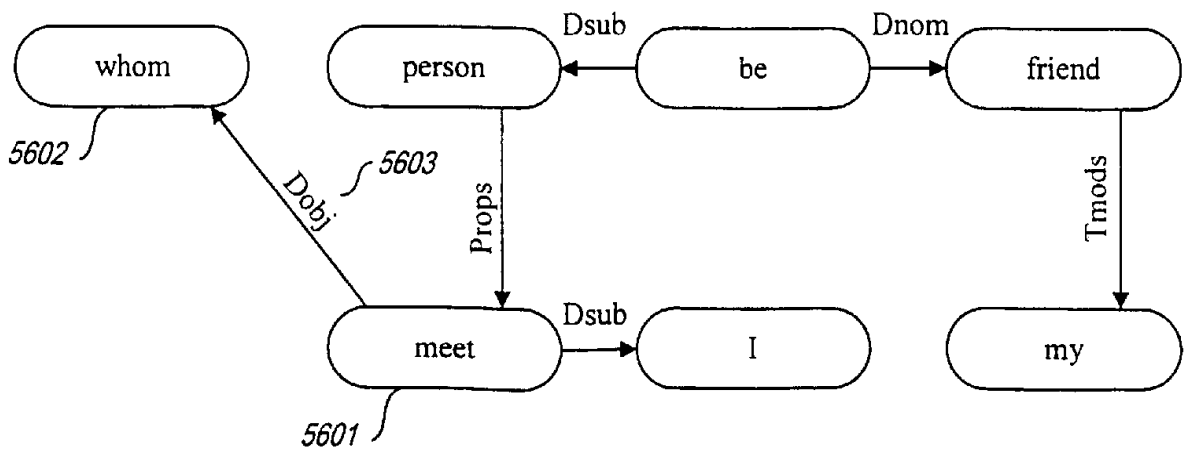 Dsub
Dnom
whom
person
be
friend
5602
5603
Dobj
Props
Tmods
Dsub
meet
I
my
5601